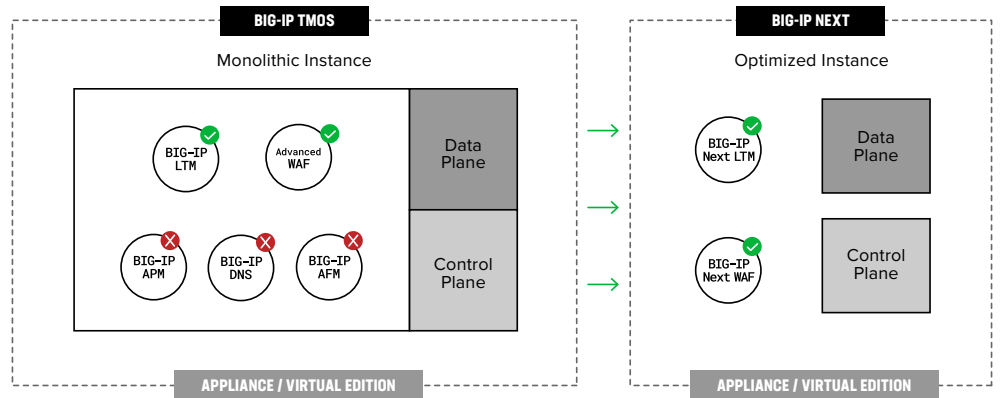 BIG-IP TMOS
Monolithic Instance
BIG-IP
LTM
Advanced
WAF
Data
Plane
BIG-IP
APM
BIG-IP
DNS
BIG-IP
AFM
Control
Plane
APPLIANCE / VIRTUAL EDITION
BIG-IP NEXT
Optimized Instance
BIG-IP
Next LTM
Data
Plane
BIG-IP
Next WAF
Control
Plane
APPLIANCE / VIRTUAL EDITION